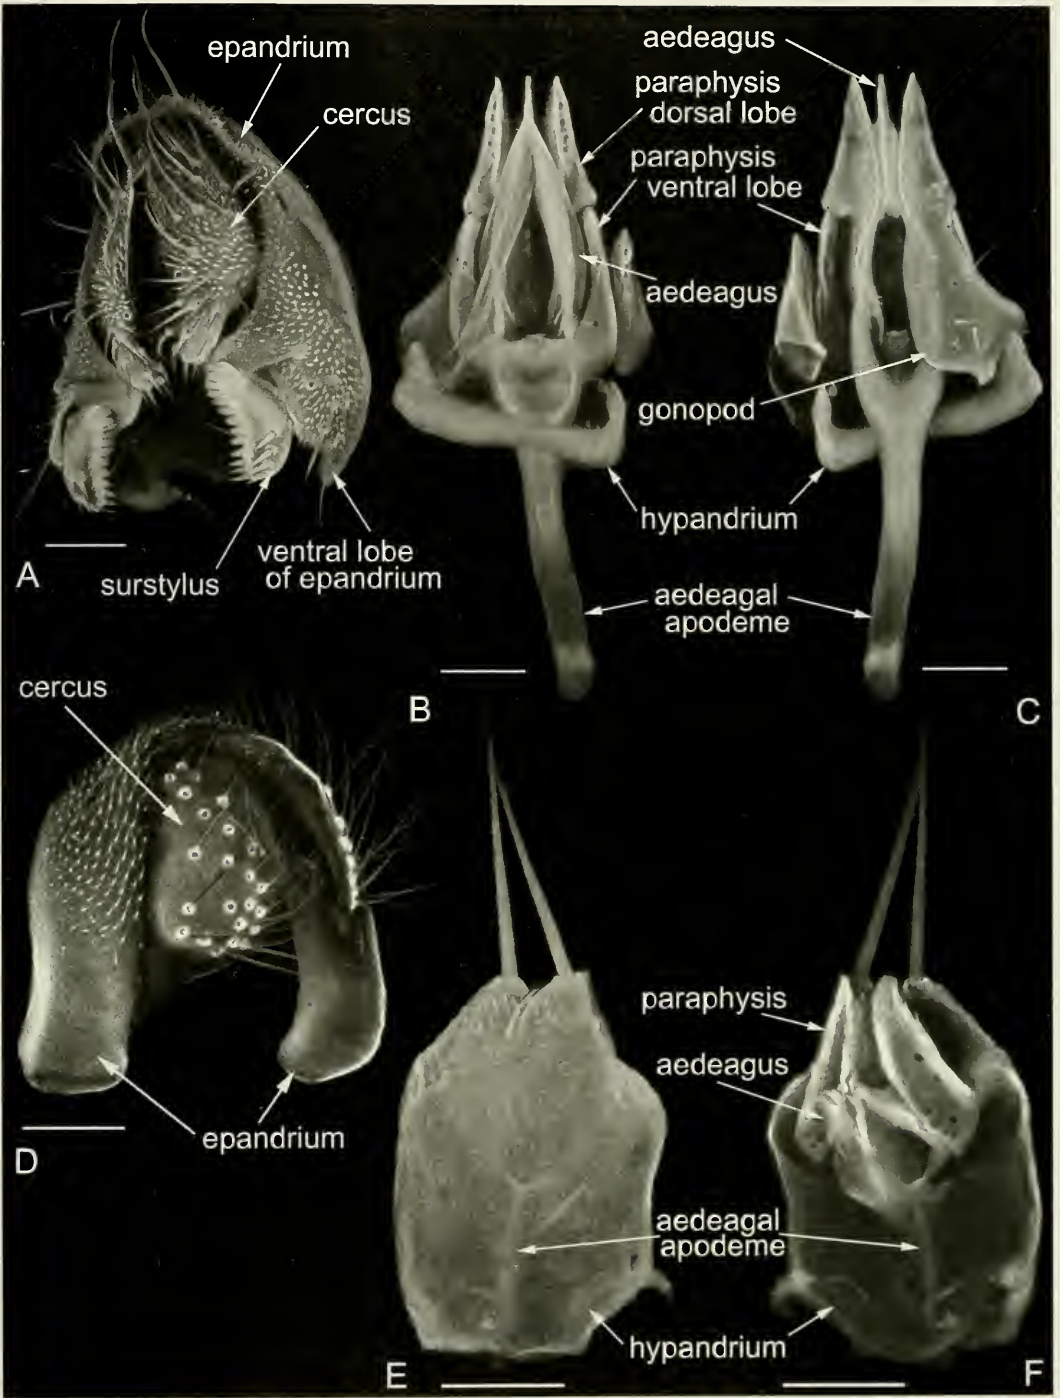 epandrium
cercus
surstylus
ventral lobe
of epandrium
A
aedeagus
paraphysis
dorsal lobe
paraphysis
ventral lobe
aedeagus
gonopod
hypandrium
aedeagal
apodeme
B
C
cercus
epandrium
D
paraphysis
aedeagus
aedeagal
apodeme
hypandrium
E
F